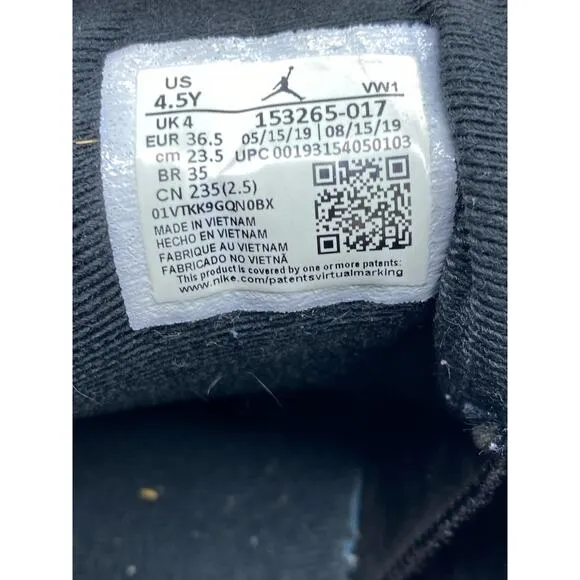 US
4.5Y
VW1
UK 4
153265-017
EUR 36.5
05/15/19 | 08/15/19
cm 23.5
UPC 00193154050103
BR 35
CN 235(2.5)
01VTKK9GQN0BX
MADE IN VIETNAM
HECHO EN VIETNAM
FABRIQUE AU VIETNAM
FABRICADO NO VIETNÃ
This product is covered by one or more patents:
www.nike.com/patentsvirtualmarking